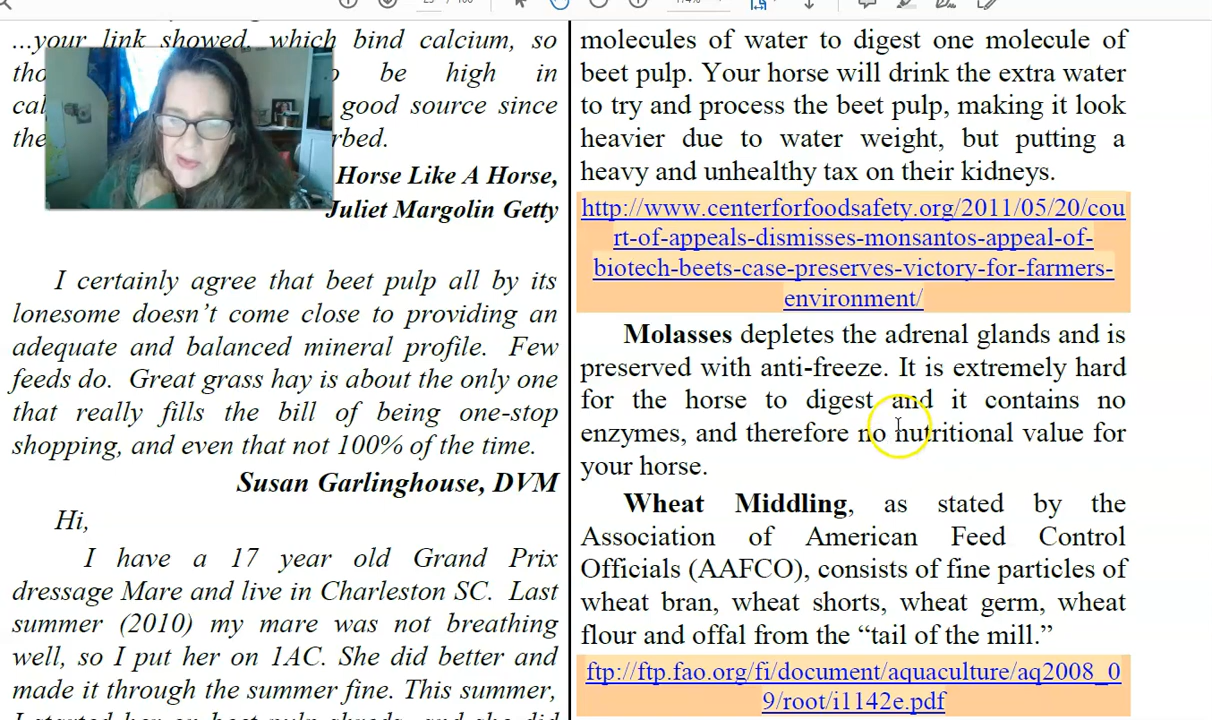 ...your link showed, which bind calcium, so
be high in
good source since
the
rbed.
Horse Like A Horse,
Juliet Margolin Getty
I certainly agree that beet pulp all by its
lonesome doesn't come close to providing an
adequate and balanced mineral profile. Few
feeds do. Great grass hay is about the only one
that really fills the bill of being one-stop
shopping, and even that not 100% of the time.
Susan Garlinghouse, DVM
Hi,
I have a 17 year old Grand Prix
dressage Mare and live in Charleston SC. Last
summer (2010) my mare was not breathing
well, so I put her on 1AC. She did better and
made it through the summer fine. This summer,
I started her on beet pulp shreds, and she did
molecules of water to digest one molecule of
beet pulp. Your horse will drink the extra water
to try and process the beet pulp, making it look
heavier due to water weight, but putting a
heavy and unhealthy tax on their kidneys.
http://www.centerforfoodsafety.org/2011/05/20/cou
rt-of-appeals-dismisses-monsantos-appeal-of-
biotech-beets-case-preserves-victory-for-farmers-
environment/
Molasses depletes the adrenal glands and is
preserved with anti-freeze. It is extremely hard
for the horse to digest and it contains no
enzymes, and therefore no nutritional value for
your horse.
Wheat Middling, as stated by the
Association of American Feed Control
Officials (AAFCO), consists of fine particles of
wheat bran, wheat shorts, wheat germ, wheat
flour and offal from the "tail of the mill."
ftp://ftp.fao.org/fi/document/aquaculture/aq2008_0
9/root/i1142e.pdf